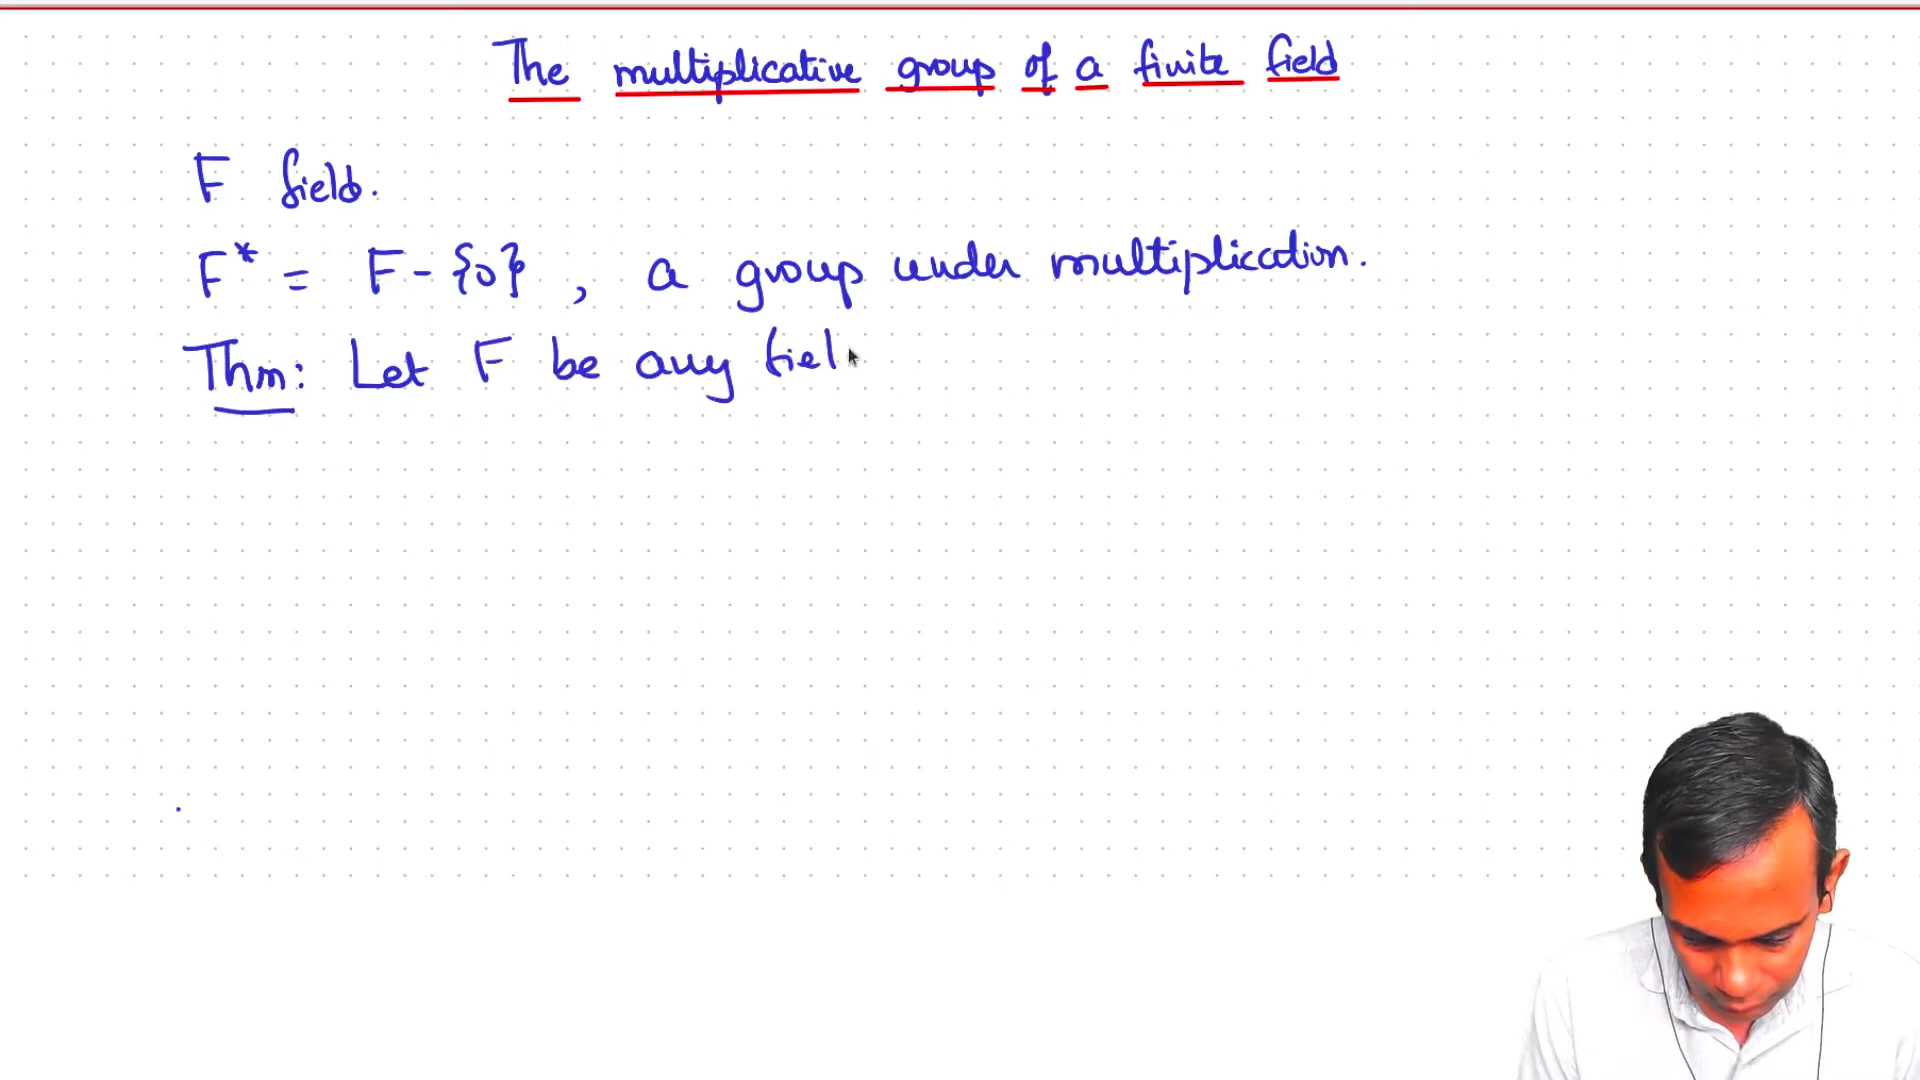 The multiplicative group of a finite field
F field.
F* = F - {0} , a group under multiplication.
Thm: Let F be any fiel